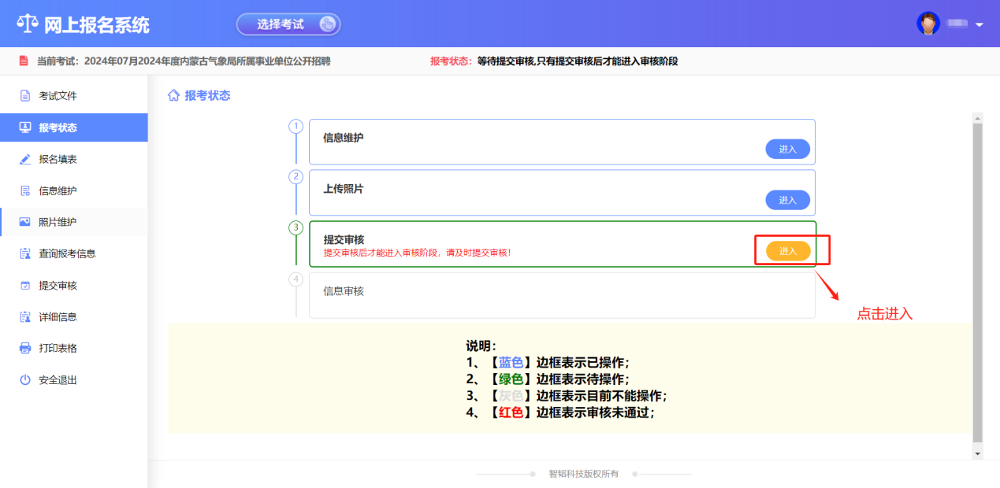 网上报名系统
选择考试
当前考试：2024年07月2024年度内蒙古气象局所属事业单位公开招聘
报考状态：等待提交审核,只有提交审核后才能进入审核阶段
考试文件
报考状态
报名填表
信息维护
照片维护
查询报考信息
提交审核
详细信息
打印表格
安全退出
报考状态
1
信息维护
进入
2
上传照片
进入
3
提交审核
提交审核后才能进入审核阶段，请及时提交审核！
进入
4
信息审核
点击进入
说明：
1、【蓝色】边框表示已操作；
2、【绿色】边框表示待操作；
3、【灰色】边框表示目前不能操作；
4、【红色】边框表示审核未通过；
智韬科技版权所有